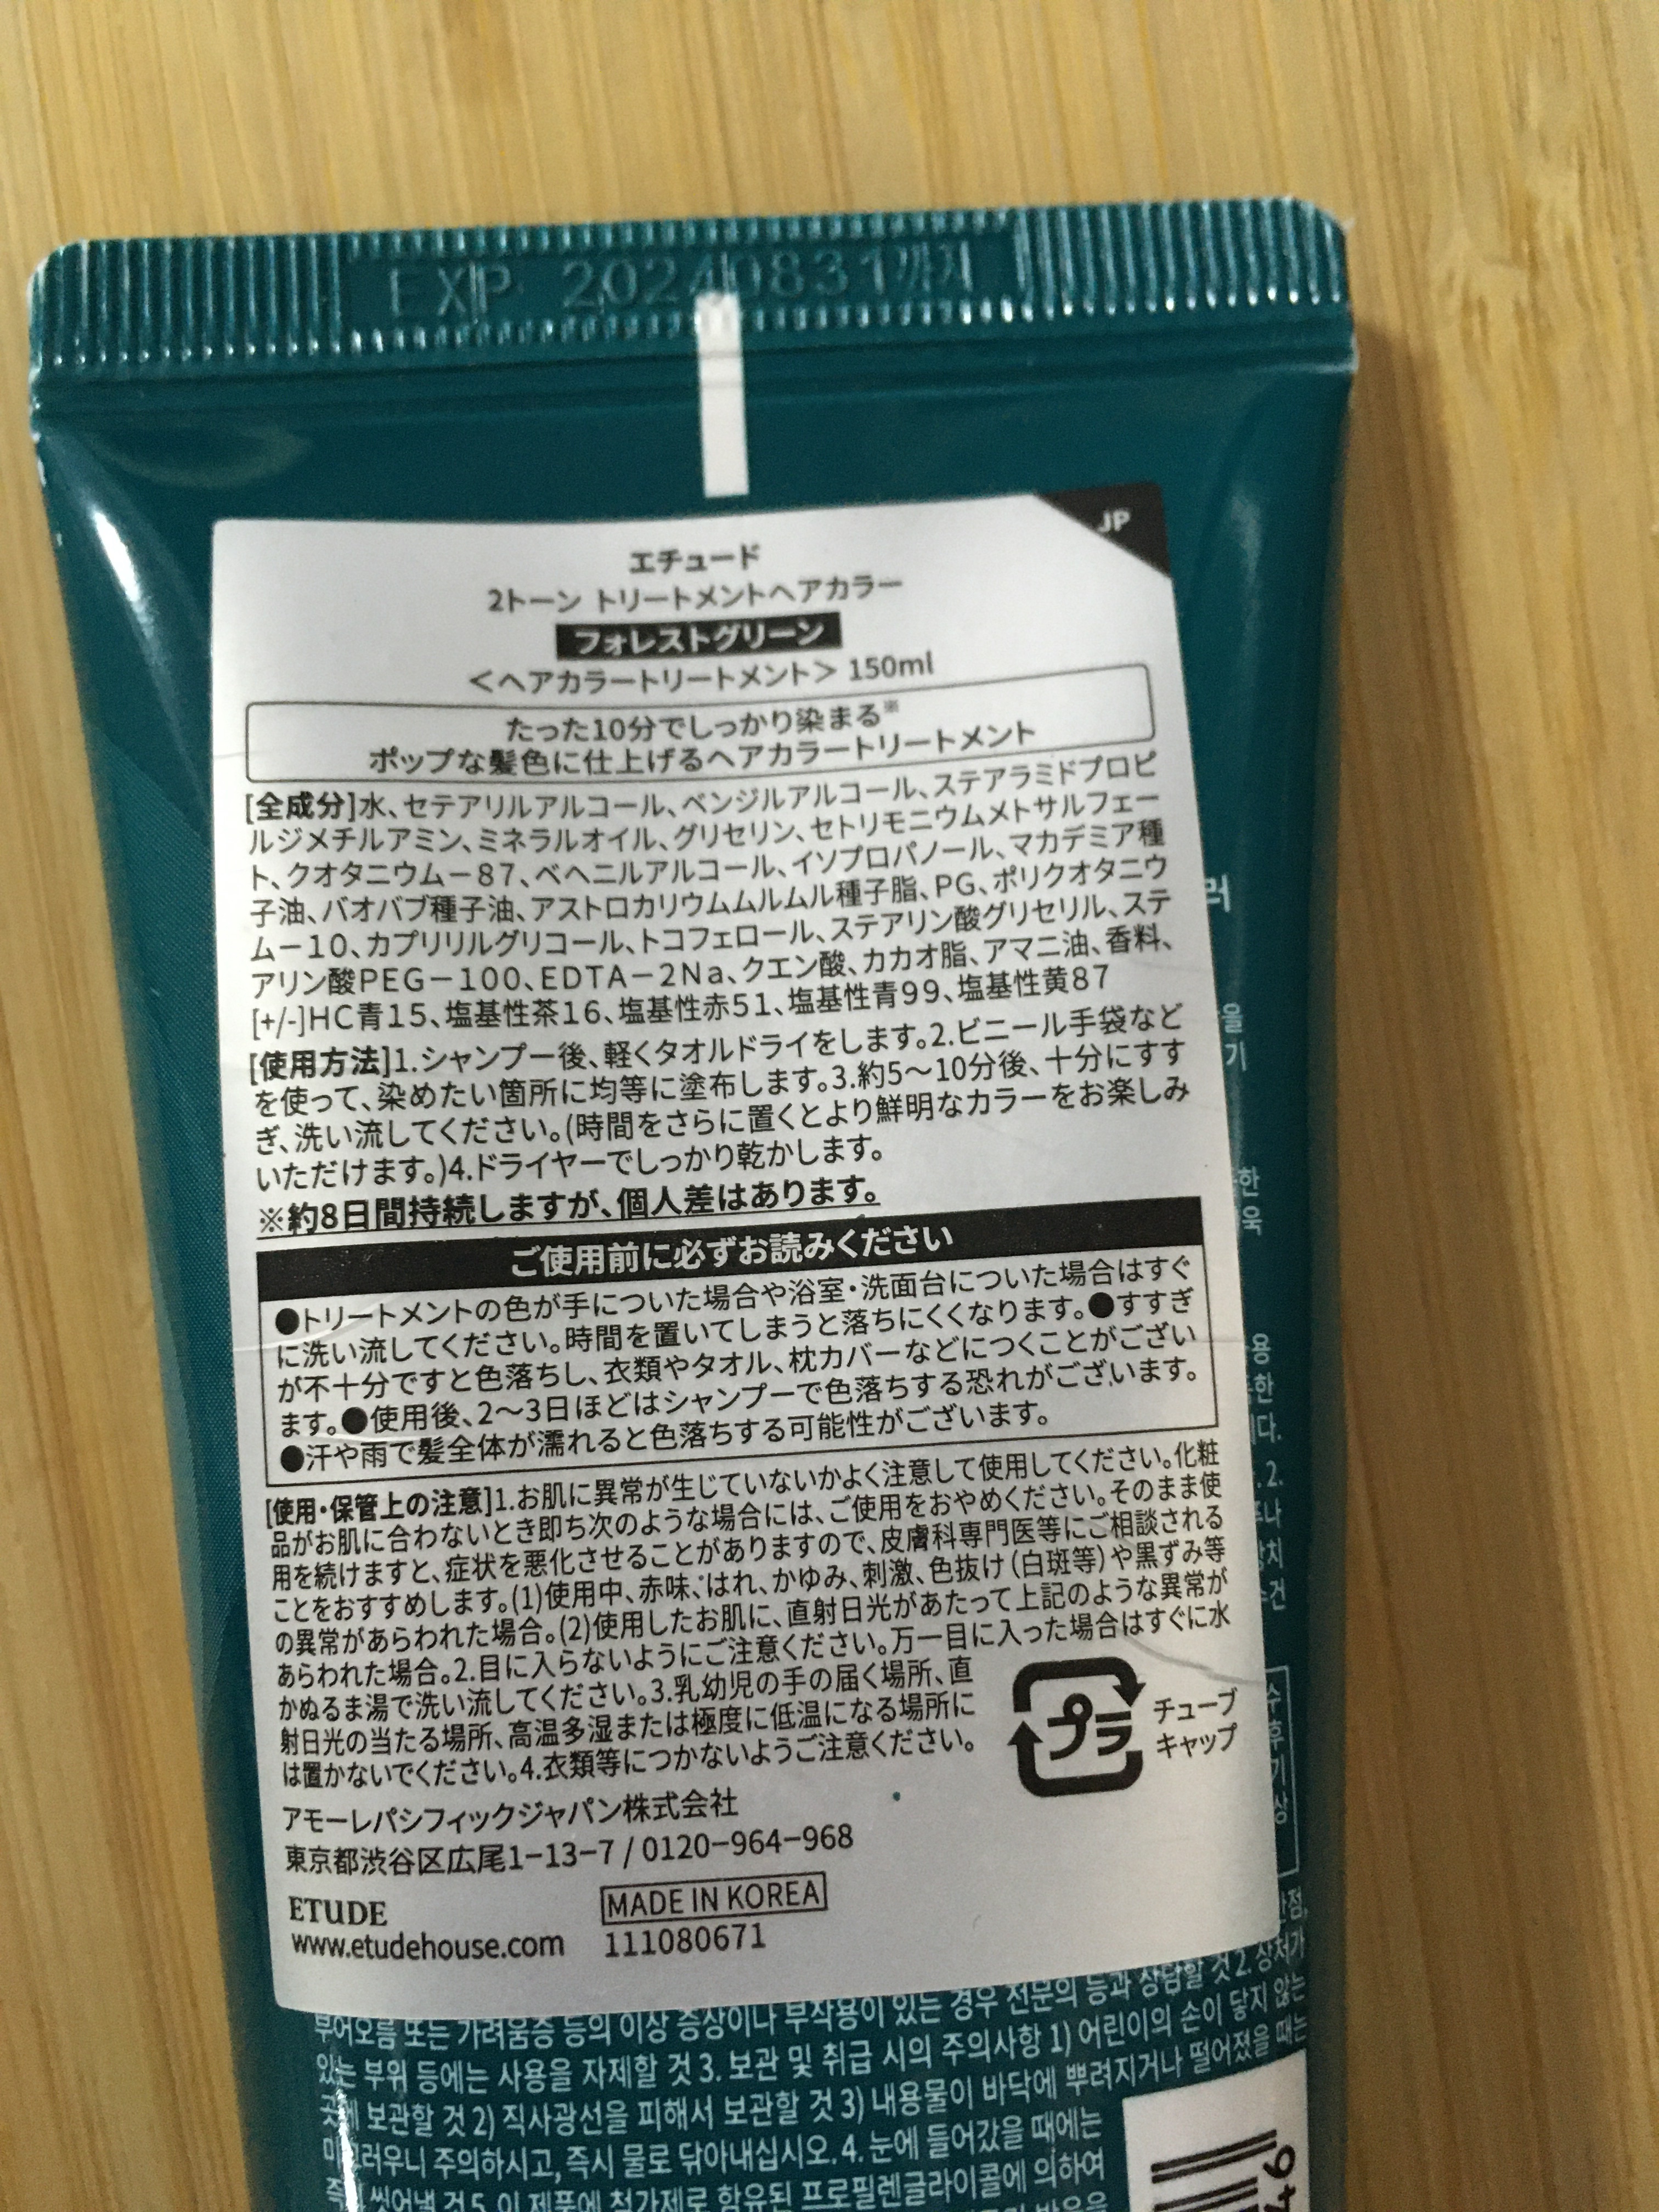 EXP 20240831까지
JP
エチュード
2トーン トリートメントヘアカラー
フォレストグリーン
＜ヘアカラートリートメント＞ 150ml
たった10分でしっかり染まる※
ポップな髪色に仕上げるヘアカラートリートメント
[全成分]水、セテアリルアルコール、ベンジルアルコール、ステアラミドプロピ
ルジメチルアミン、ミネラルオイル、グリセリン、セトリモニウムメトサルフェー
ト、クオタニウム－87、ベヘニルアルコール、イソプロパノール、マカデミア種
子油、バオバブ種子油、アストロカリウムムルムル種子脂、PG、ポリクオタニウ
ム－10、カプリリルグリコール、トコフェロール、ステアリン酸グリセリル、ステ
アリン酸PEG－100、EDTA－2Na、クエン酸、カカオ脂、アマニ油、香料、
[+/-]HC青15、塩基性茶16、塩基性赤51、塩基性青99、塩基性黄87
[使用方法]1.シャンプー後、軽くタオルドライをします。2.ビニール手袋など
を使って、染めたい箇所に均等に塗布します。3.約5～10分後、十分にすす
ぎ、洗い流してください。(時間をさらに置くとより鮮明なカラーをお楽しみ
いただけます。)4.ドライヤーでしっかり乾かします。
※約8日間持続しますが、個人差はあります。
ご使用前に必ずお読みください
●トリートメントの色が手についた場合や浴室・洗面台についた場合はすぐ
に洗い流してください。時間を置いてしまうと落ちにくくなります。●すすぎ
が不十分ですと色落ちし、衣類やタオル、枕カバーなどにつくことがござい
ます。●使用後、2～3日ほどはシャンプーで色落ちする恐れがございます。
●汗や雨で髪全体が濡れると色落ちする可能性がございます。
[使用・保管上の注意]1.お肌に異常が生じていないかよく注意して使用してください。化粧
品がお肌に合わないとき即ち次のような場合には、ご使用をおやめください。そのまま使
用を続けますと、症状を悪化させることがありますので、皮膚科専門医等にご相談される
ことをおすすめします。(1)使用中、赤味、はれ、かゆみ、刺激、色抜け（白斑等）や黒ずみ等
の異常があらわれた場合。(2)使用したお肌に、直射日光があたって上記のような異常が
あらわれた場合。2.目に入らないようにご注意ください。万一目に入った場合はすぐに水
かぬるま湯で洗い流してください。3.乳幼児の手の届く場所、直
射日光の当たる場所、高温多湿または極度に低温になる場所に
は置かないでください。4.衣類等につかないようご注意ください。
プラ
チューブ
キャップ
アモーレパシフィックジャパン株式会社
東京都渋谷区広尾1−13−7 / 0120−964−968
ETUDE
MADE IN KOREA
www.etudehouse.com
111080671
부어오름 또는 가려움증 등의 이상 증상이나 부작용이 있는 경우 전문의 등과 상담할 것 2. 상처가
있는 부위 등에는 사용을 자제할 것 3. 보관 및 취급 시의 주의사항 1) 어린이의 손이 닿지 않는
곳에 보관할 것 2) 직사광선을 피해서 보관할 것 3) 내용물이 바닥에 뿌려지거나 떨어졌을 때는
미끄러우니 주의하시고, 즉시 물로 닦아내십시오. 4. 눈에 들어갔을 때에는
즉시 씻어낼 것 5. 이 제품에 첨가제로 함유된 프로필렌글라이콜에 의하여